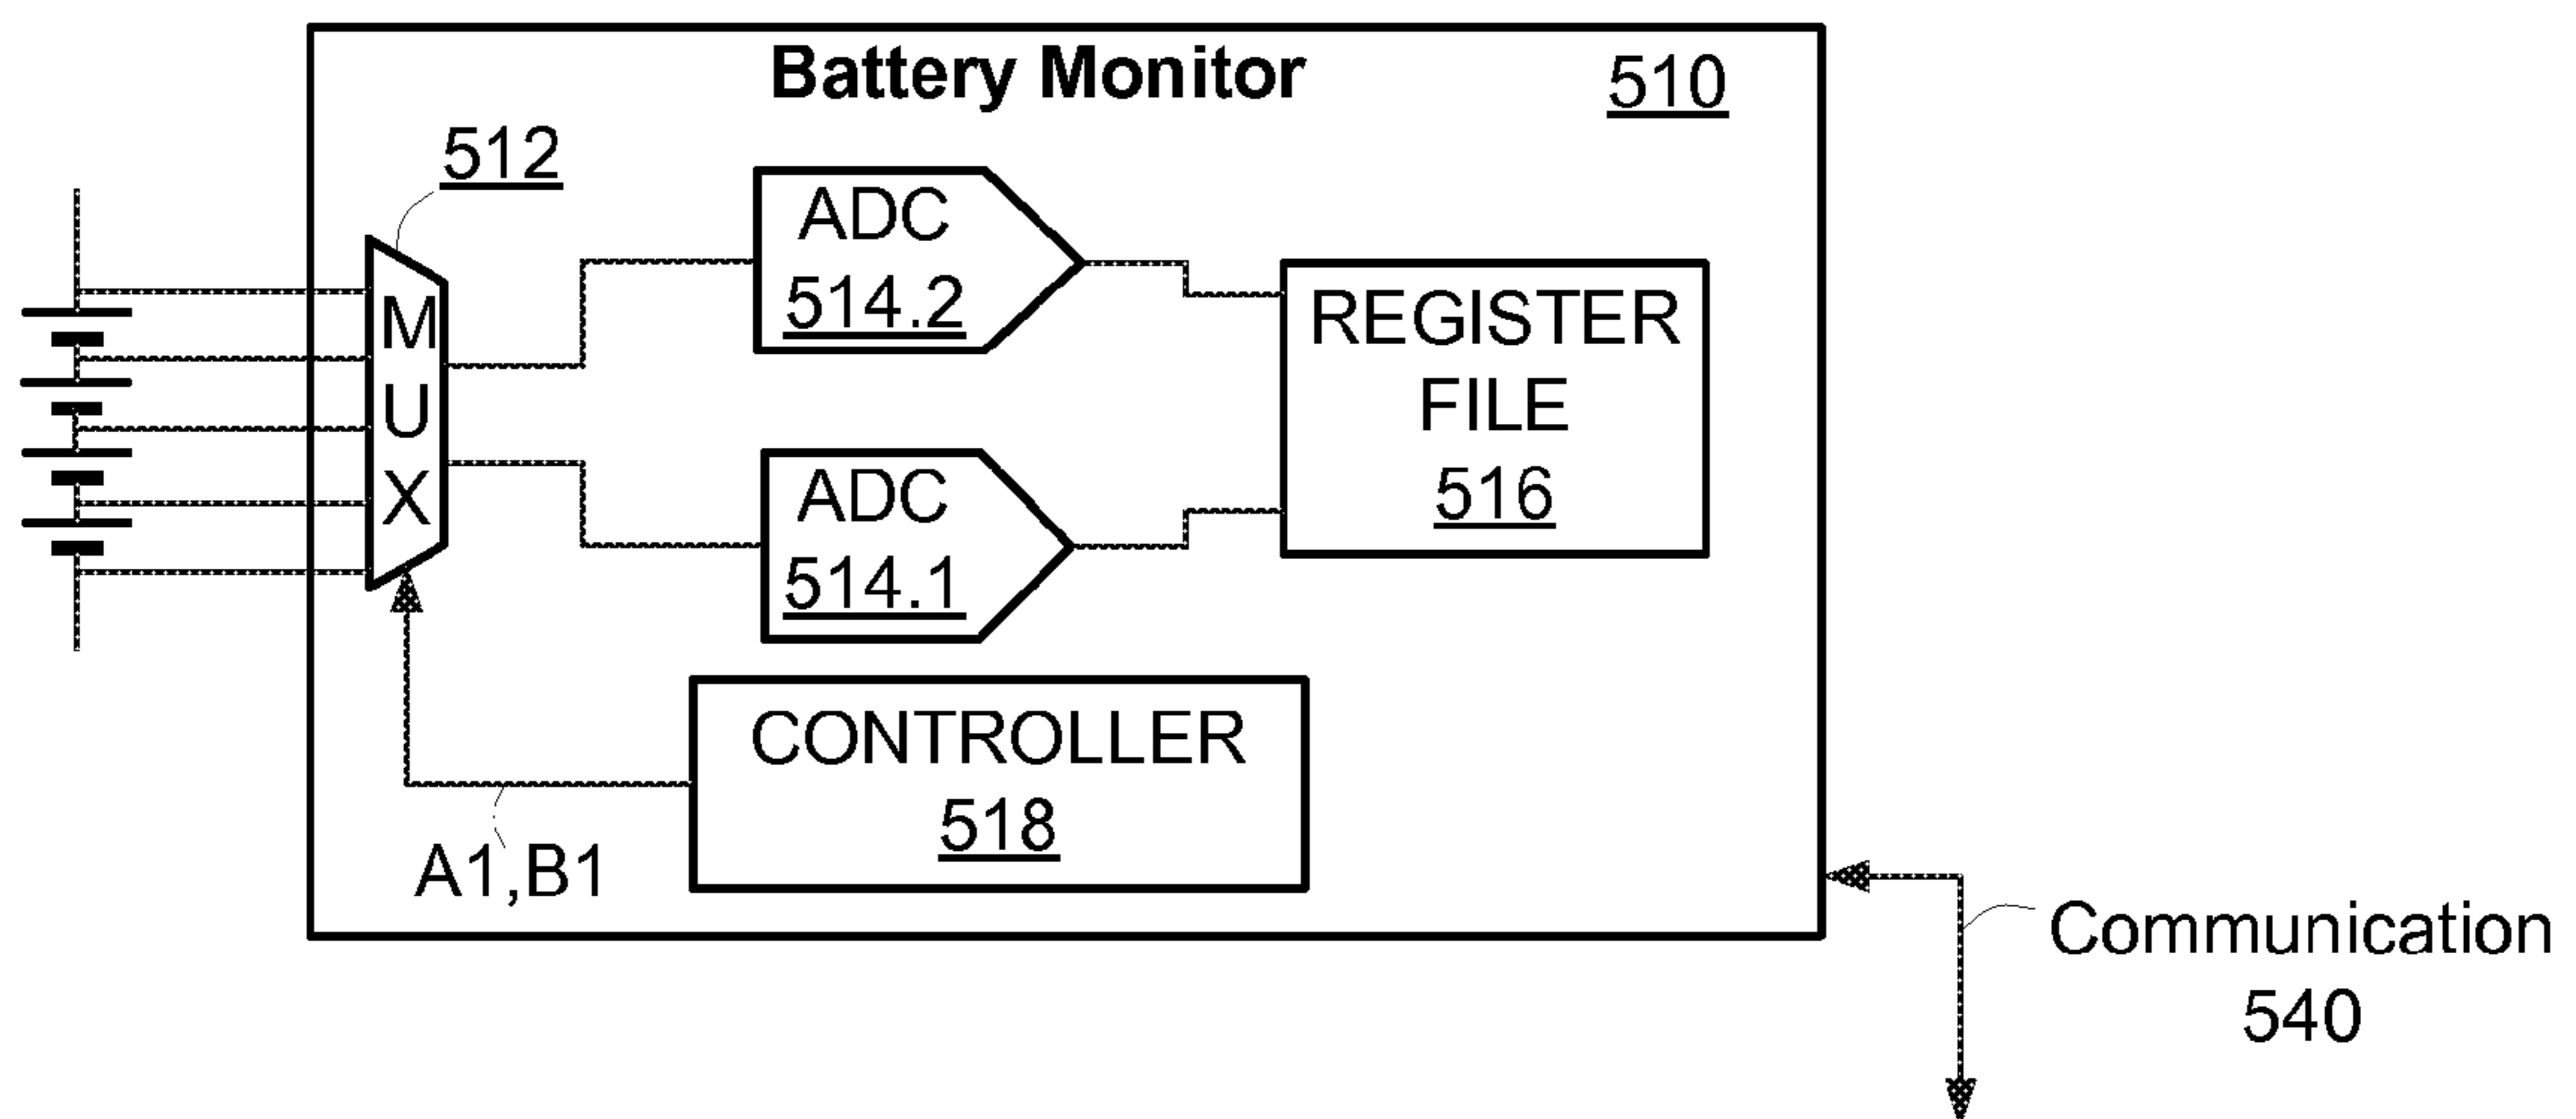 Battery Monitor
510
512
M
U
X
ADC
514.2
ADC
514.1
REGISTER
FILE
516
CONTROLLER
518
A1,B1
Communication
540